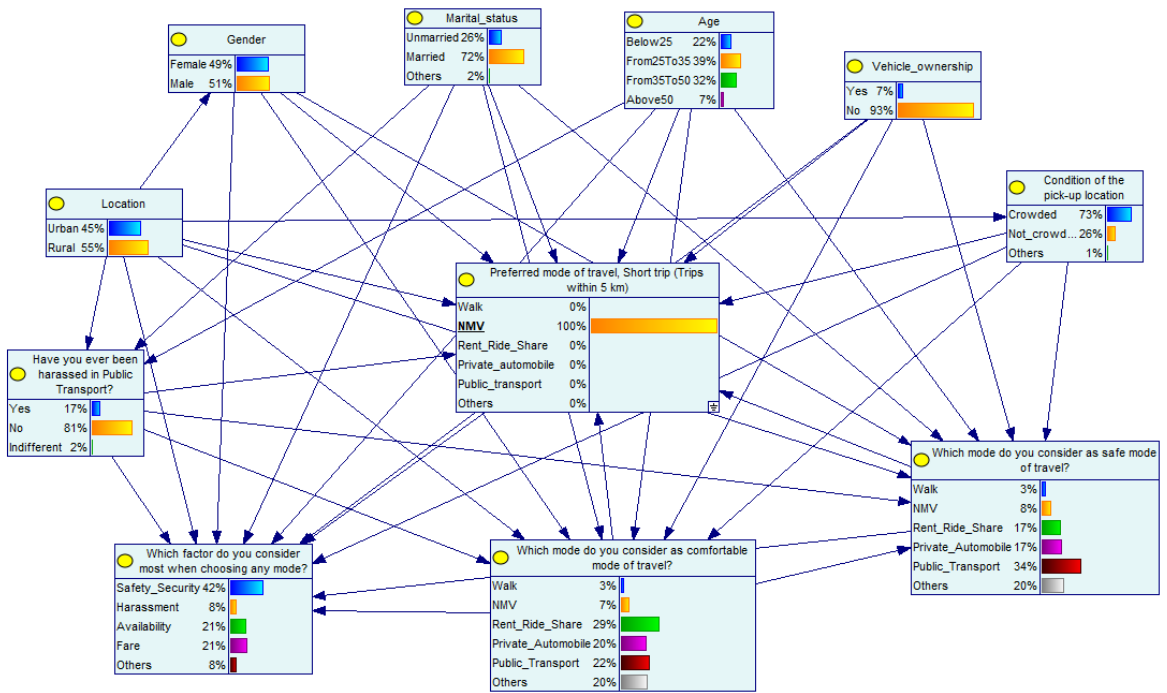 Gender
Female 49%
Male 51%
Marital_status
Unmarried 26%
Married 72%
Others 2%
Age
Below25 22%
From25To35 39%
From35To50 32%
Above50 7%
Vehicle_ownership
Yes 7%
No 93%
Location
Urban 45%
Rural 55%
Condition of the
pick-up location
Crowded 73%
Not_crowd... 26%
Others 1%
Preferred mode of travel, Short trip (Trips
within 5 km)
Walk 0%
NMV 100%
Rent_Ride_Share 0%
Private_automobile 0%
Public_transport 0%
Others 0%
Have you ever been
harassed in Public
Transport?
Yes 17%
No 81%
Indifferent 2%
Which mode do you consider as safe mode
of travel?
Walk 3%
NMV 8%
Rent_Ride_Share 17%
Private_Automobile 17%
Public_Transport 34%
Others 20%
Which factor do you consider
most when choosing any mode?
Safety_Security 42%
Harassment 8%
Availability 21%
Fare 21%
Others 8%
Which mode do you consider as comfortable
mode of travel?
Walk 3%
NMV 7%
Rent_Ride_Share 29%
Private_Automobile 20%
Public_Transport 22%
Others 20%